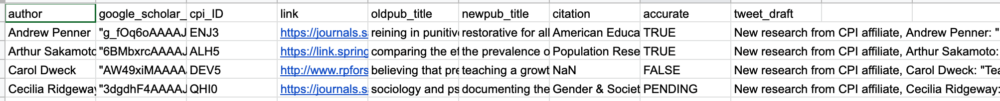 author google_scholar_ cpi_ID link oldpub_title newpub_title citation accurate tweet_draft
Andrew Penner "g_fOq6oAAAAJ ENJ3 https://journals.sa reining in punitiv restorative for all American Educa TRUE New research from CPI affiliate, Andrew Penner: "
Arthur Sakamoto "6BMbxrcAAAAJ ALH5 https://link.spring comparing the ef the prevalence o Population Rese TRUE New research from CPI affiliate, Arthur Sakamoto:
Carol Dweck "AW49xiMAAAA DEV5 http://www.rpfors believing that pre teaching a growt NaN FALSE New research from CPI affiliate, Carol Dweck: "Tea
Cecilia Ridgeway "3dgdhF4AAAAJ QHI0 https://journals.sa sociology and ps documenting the Gender & Societ PENDING New research from CPI affiliate, Cecilia Ridgeway: